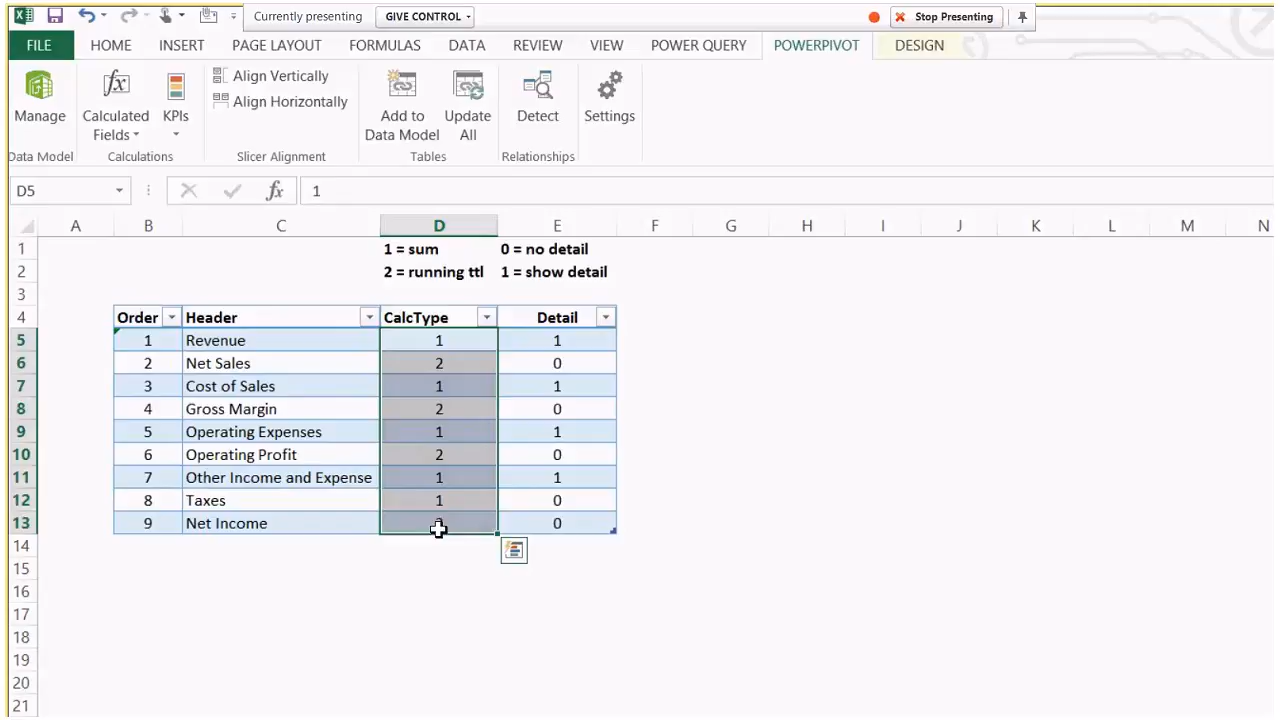 Currently presenting GIVE CONTROL Stop Presenting
FILE HOME INSERT PAGE LAYOUT FORMULAS DATA REVIEW VIEW POWER QUERY POWERPIVOT DESIGN
Manage
Data Model
fx
Calculated
Fields
KPIs
Calculations
Align Vertically
Align Horizontally
Slicer Alignment
Add to
Data Model
Update
All
Tables
Detect
Relationships
Settings
D5 fx 1
A B C D E F G H I J K L M N
1 1 = sum 0 = no detail
2 2 = running ttl 1 = show detail
3
4 Order Header CalcType Detail
5 1 Revenue 1 1
6 2 Net Sales 2 0
7 3 Cost of Sales 1 1
8 4 Gross Margin 2 0
9 5 Operating Expenses 1 1
10 6 Operating Profit 2 0
11 7 Other Income and Expense 1 1
12 8 Taxes 1 0
13 9 Net Income 0
14
15
16
17
18
19
20
21